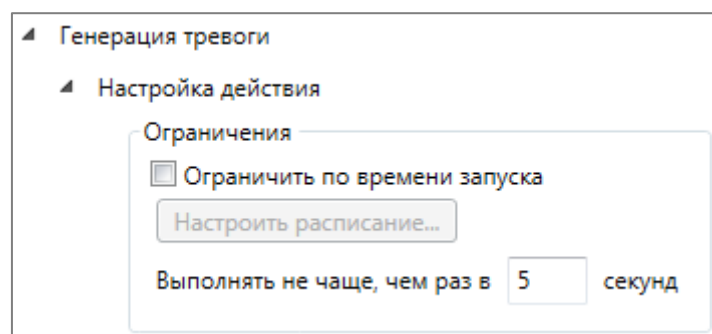 Генерация тревоги
Настройка действия
Ограничения
Ограничить по времени запуска
Настроить расписание...
Выполнять не чаще, чем раз в 5 секунд